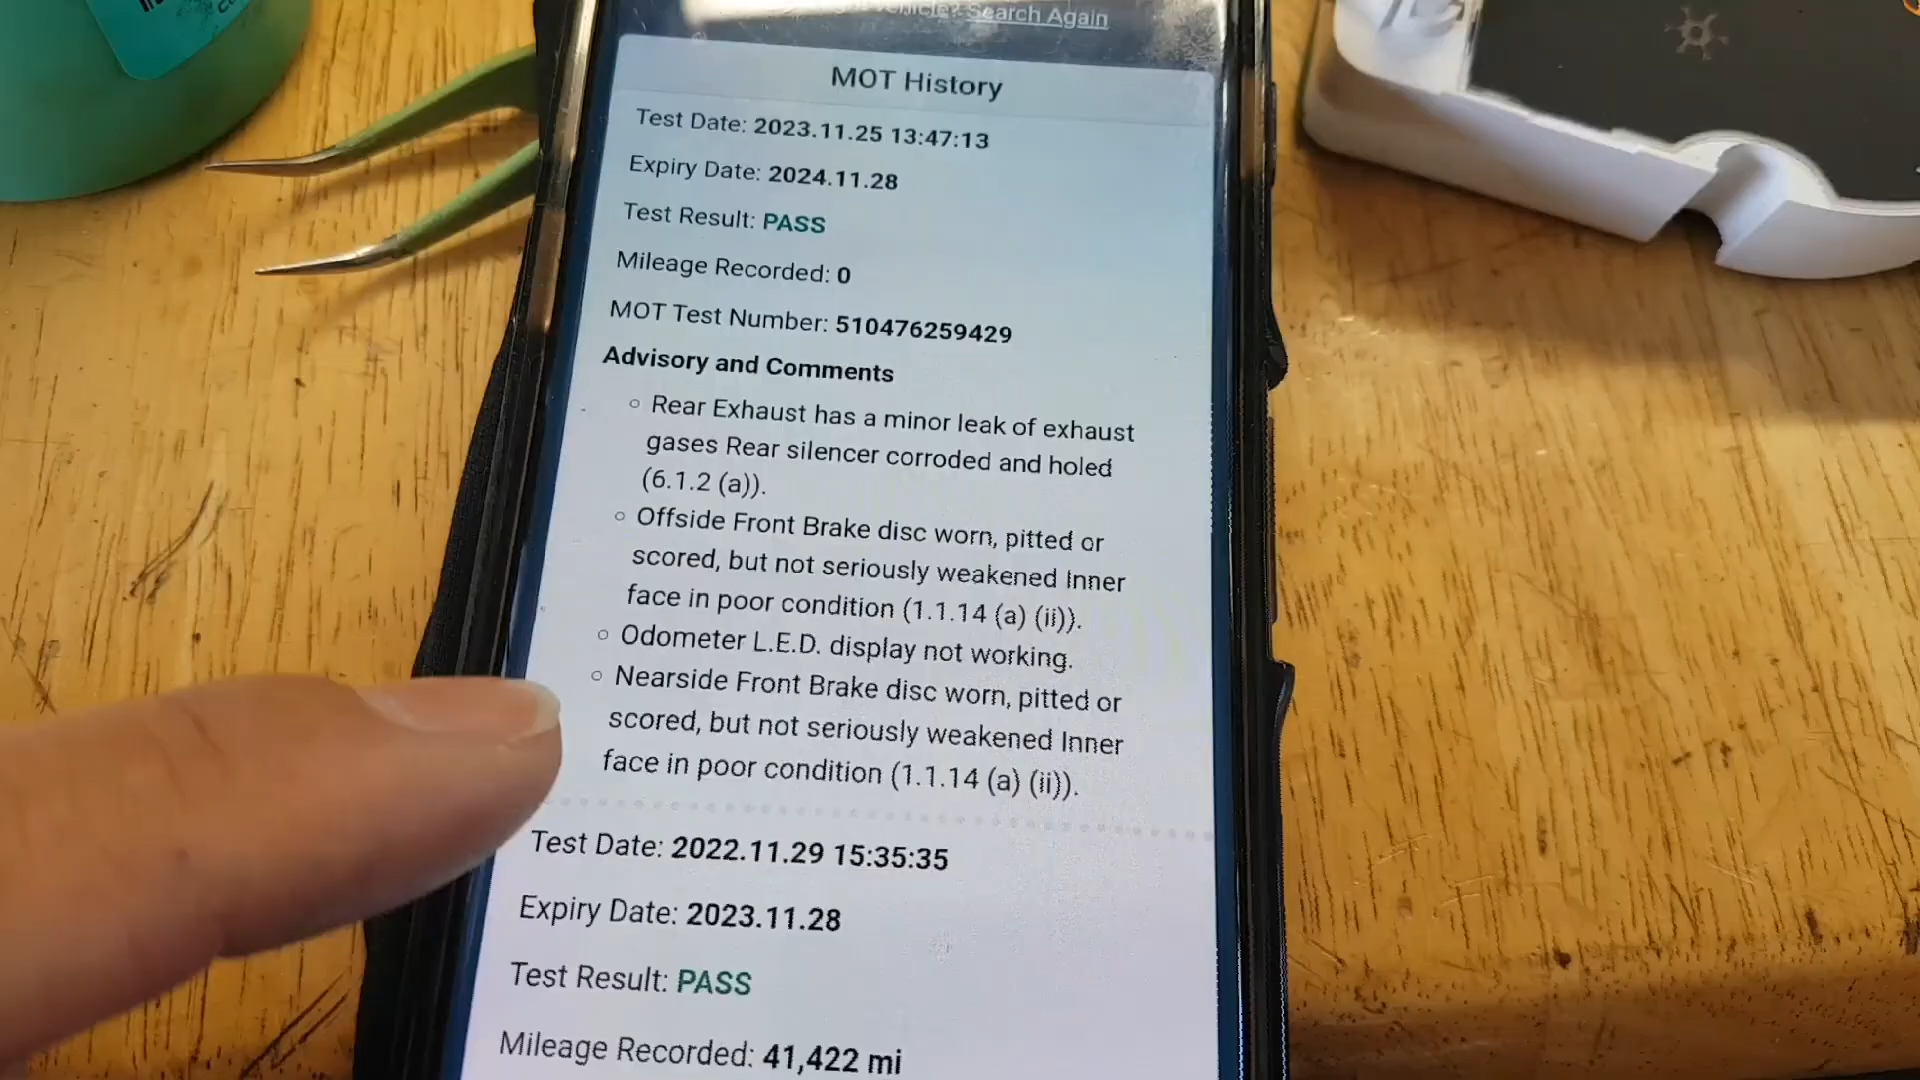 Search Again
MOT History
Test Date: 2023.11.25 13:47:13
Expiry Date: 2024.11.28
Test Result: PASS
Mileage Recorded: 0
MOT Test Number: 510476259429
Advisory and Comments
Rear Exhaust has a minor leak of exhaust
gases Rear silencer corroded and holed
(6.1.2 (a)).
Offside Front Brake disc worn, pitted or
scored, but not seriously weakened Inner
face in poor condition (1.1.14 (a) (ii)).
Odometer L.E.D. display not working.
Nearside Front Brake disc worn, pitted or
scored, but not seriously weakened Inner
face in poor condition (1.1.14 (a) (ii)).
Test Date: 2022.11.29 15:35:35
Expiry Date: 2023.11.28
Test Result: PASS
Mileage Recorded: 41,422 mi